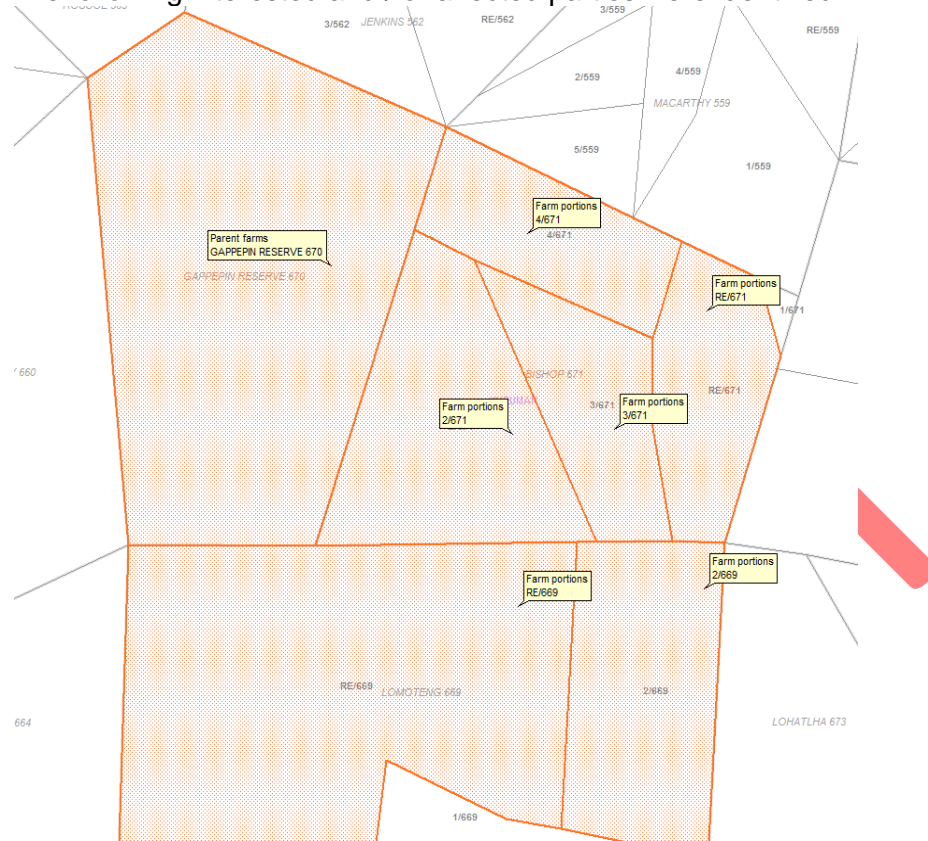 3/562
JENKINS 562
RE/562
3/559
RE/559
2/559
4/559
MACARTHY 559
5/559
1/559
Farm portions
4/671
4/671
Parent farms
GAPPEPIN RESERVE 670
GAPPEPIN RESERVE 670
Farm portions
RE/671
1/671
660
BISHOP 671
RE/671
Farm portions
2/671
3/671
Farm portions
3/671
Farm portions
RE/669
Farm portions
2/669
RE/669
LOMOTENG 669
2/669
664
LOHATLHA 673
1/669